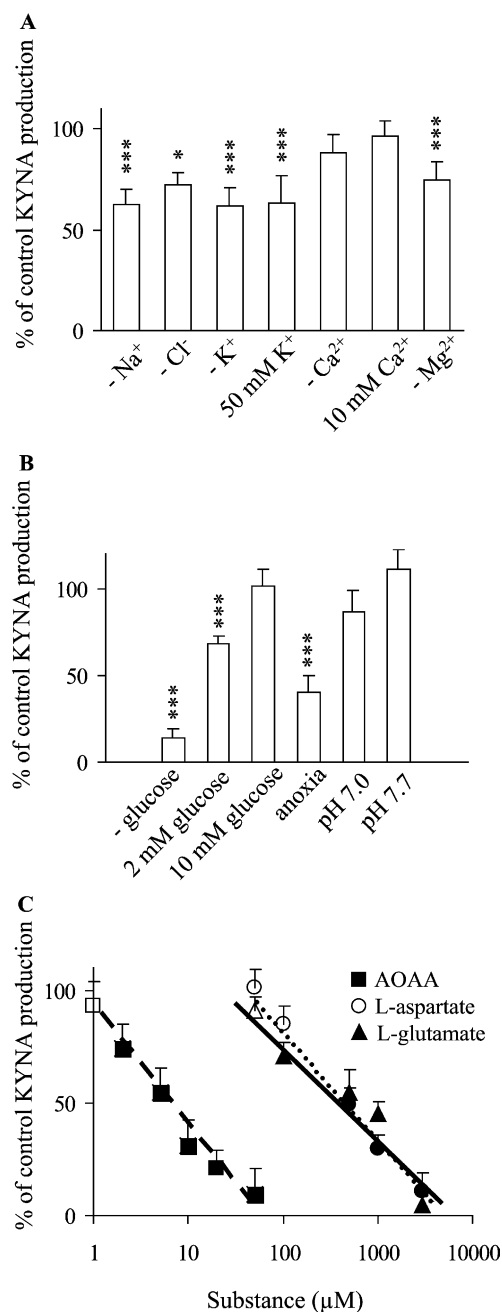 A
% of control KYNA production
100
50
0
***
*
***
***
***
- Na⁺
- Cl⁻
- K⁺
50 mM K⁺
- Ca²⁺
10 mM Ca²⁺
- Mg²⁺
B
% of control KYNA production
100
50
0
***
***
***
- glucose
2 mM glucose
10 mM glucose
anoxia
pH 7.0
pH 7.7
C
% of control KYNA production
100
50
0
AOAA
L-aspartate
L-glutamate
1
10
100
1000
10000
Substance (µM)